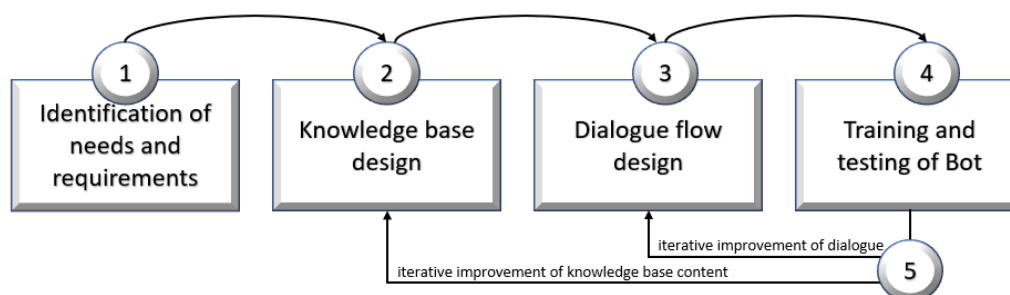 1
Identification of
needs and
requirements
2
Knowledge base
design
3
Dialogue flow
design
4
Training and
testing of Bot
iterative improvement of dialogue
iterative improvement of knowledge base content
5